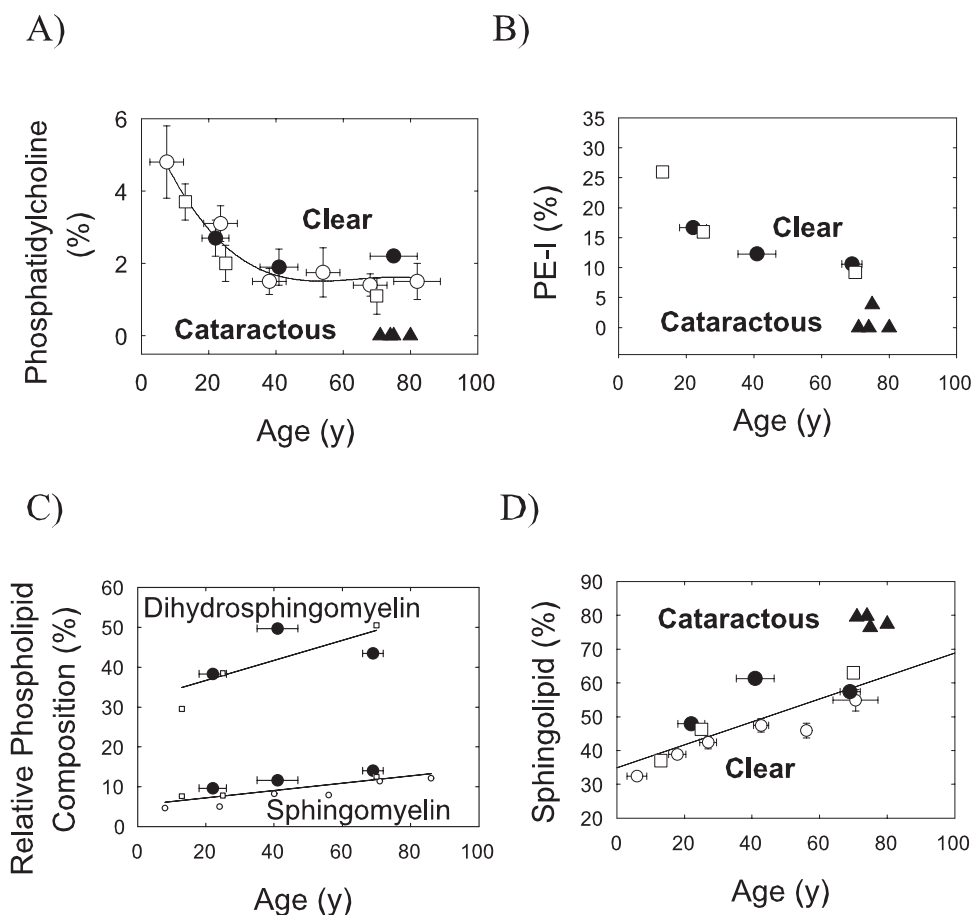 A)
Phosphatidylcholine
(%)
6
4
2
0
Clear
Cataractous
0 20 40 60 80 100
Age (y)
B)
PE-I (%)
35
30
25
20
15
10
5
0
Clear
Cataractous
0 20 40 60 80 100
Age (y)
C)
Relative Phospholipid
Composition (%)
60
50
40
30
20
10
0
Dihydrosphingomyelin
Sphingomyelin
0 20 40 60 80 100
Age (y)
D)
Sphingolipid (%)
90
80
70
60
50
40
30
20
Cataractous
Clear
0 20 40 60 80 100
Age (y)